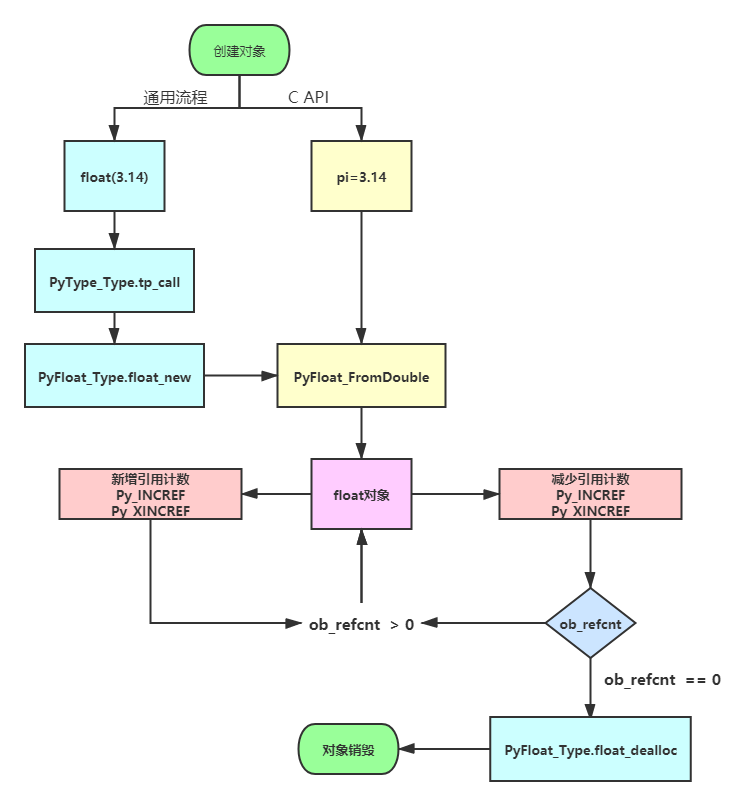 创建对象
通用流程
C API
float(3.14)
pi=3.14
PyType_Type.tp_call
PyFloat_Type.float_new
PyFloat_FromDouble
新增引用计数
Py_INCREF
Py_XINCREF
float对象
减少引用计数
Py_INCREF
Py_XINCREF
ob_refcnt > 0
ob_refcnt
ob_refcnt == 0
对象销毁
PyFloat_Type.float_dealloc